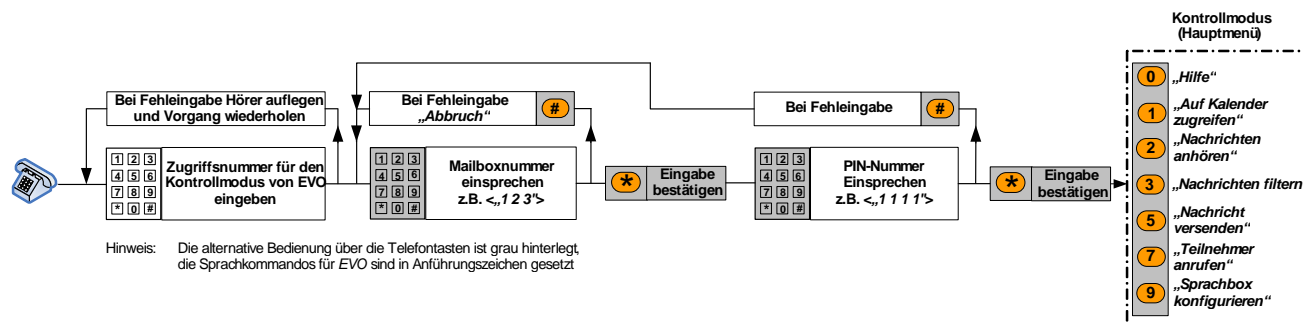 Kontrollmodus
(Hauptmenü)
Bei Fehleingabe Hörer auflegen
und Vorgang wiederholen
Bei Fehleingabe
„Abbruch“
#
Bei Fehleingabe
#
1 2 3
4 5 6
7 8 9
* 0 #
Zugriffsnummer für den
Kontrollmodus von EVO
eingeben
1 2 3
4 5 6
7 8 9
* 0 #
Mailboxnummer
einsprechen
z.B. <„1 2 3“>
* Eingabe
bestätigen
1 2 3
4 5 6
7 8 9
* 0 #
PIN-Nummer
Einsprechen
z.B. <„1 1 1 1“>
* Eingabe
bestätigen
0 „Hilfe“
1 „Auf Kalender
zugreifen“
2 „Nachrichten
anhören“
3 „Nachrichten filtern
5 „Nachricht
versenden“
7 „Teilnehmer
anrufen“
9 „Sprachbox
konfigurieren“
Hinweis: Die alternative Bedienung über die Telefontasten ist grau hinterlegt,
die Sprachkommandos für EVO sind in Anführungszeichen gesetzt